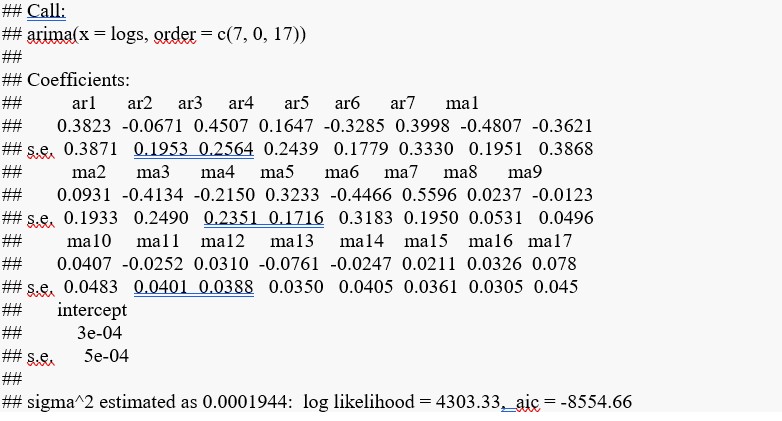 ## Call:
## arima(x = logs, order = c(7, 0, 17))
##
## Coefficients:
## ar1 ar2 ar3 ar4 ar5 ar6 ar7 ma1
## 0.3823 -0.0671 0.4507 0.1647 -0.3285 0.3998 -0.4807 -0.3621
## s.e. 0.3871 0.1953 0.2564 0.2439 0.1779 0.3330 0.1951 0.3868
## ma2 ma3 ma4 ma5 ma6 ma7 ma8 ma9
## 0.0931 -0.4134 -0.2150 0.3233 -0.4466 0.5596 0.0237 -0.0123
## s.e. 0.1933 0.2490 0.2351 0.1716 0.3183 0.1950 0.0531 0.0496
## ma10 ma11 ma12 ma13 ma14 ma15 ma16 ma17
## 0.0407 -0.0252 0.0310 -0.0761 -0.0247 0.0211 0.0326 0.078
## s.e. 0.0483 0.0401 0.0388 0.0350 0.0405 0.0361 0.0305 0.045
## intercept
## 3e-04
## s.e. 5e-04
##
## sigma^2 estimated as 0.0001944: log likelihood = 4303.33, aic = -8554.66